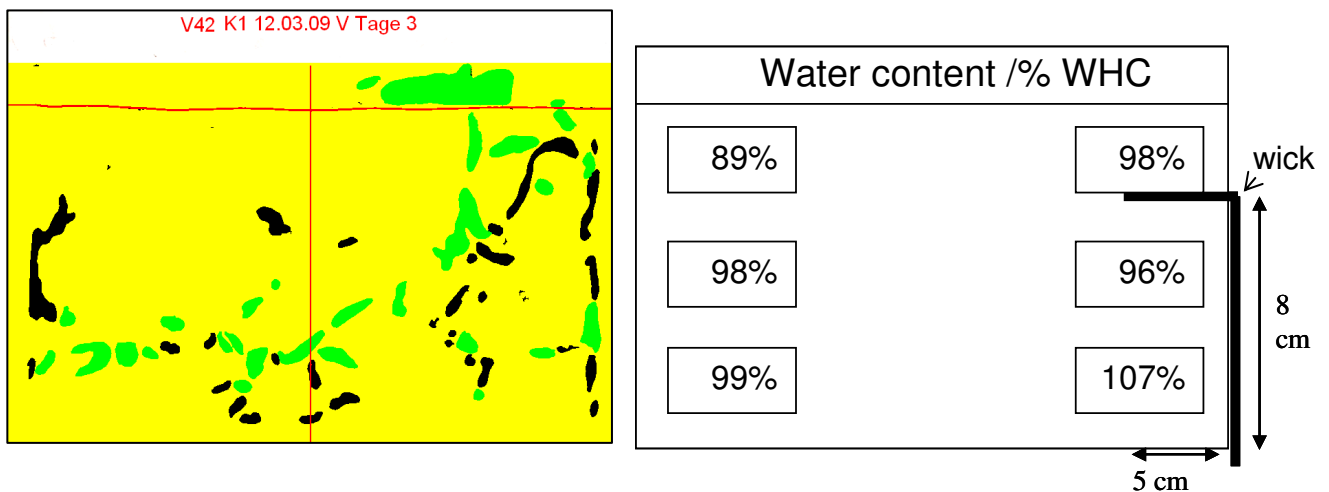 V42 K1 12.03.09 V Tage 3
Water content /% WHC
89% 98%
wick
98% 96%
8
cm
99% 107%
5 cm